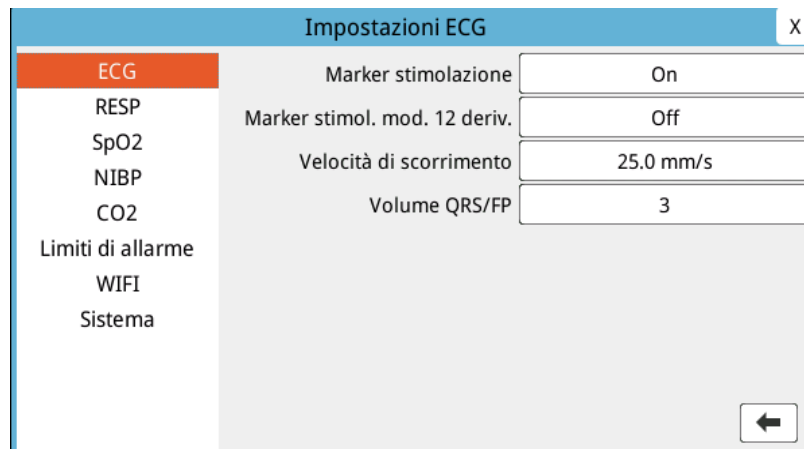 Impostazioni ECG
X
ECG
RESP
SpO2
NIBP
CO2
Limiti di allarme
WIFI
Sistema
Marker stimolazione On
Marker stimol. mod. 12 deriv. Off
Velocità di scorrimento 25.0 mm/s
Volume QRS/FP 3